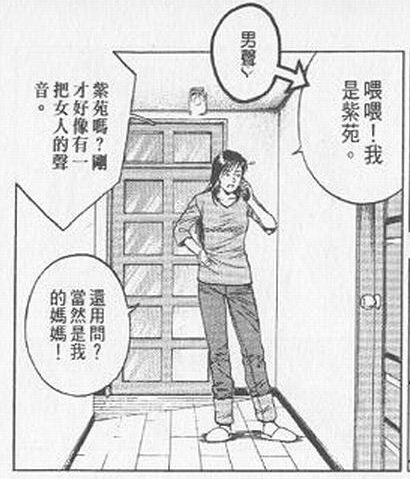 喂喂！我
是紫苑。
男聲
紫苑嗎？剛
才好像有一
把女人的聲
音。
還用問？
當然是我
的媽媽！